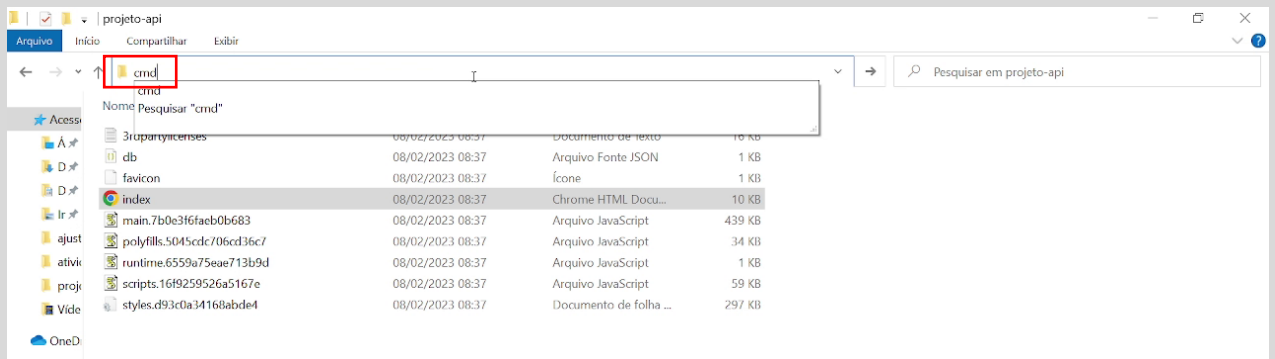 projeto-api
Arquivo Início Compartilhar Exibir
cmd Pesquisar em projeto-api
cmd
Pesquisar "cmd"
Nome
3rdpartylicenses 08/02/2023 08:37 Documento de Texto 16 KB
db 08/02/2023 08:37 Arquivo Fonte JSON 1 KB
favicon 08/02/2023 08:37 Ícone 1 KB
index 08/02/2023 08:37 Chrome HTML Docu... 10 KB
main.7b0e3f6faeb0b683 08/02/2023 08:37 Arquivo JavaScript 439 KB
polyfills.5045cdc706cd36c7 08/02/2023 08:37 Arquivo JavaScript 34 KB
runtime.6559a75eae713b9d 08/02/2023 08:37 Arquivo JavaScript 1 KB
scripts.16f9259526a5167e 08/02/2023 08:37 Arquivo JavaScript 59 KB
styles.d93c0a34168abde4 08/02/2023 08:37 Documento de folha ... 297 KB
Acess
Á
D
D
Ir
ajust
ativid
proj
Víde
OneD